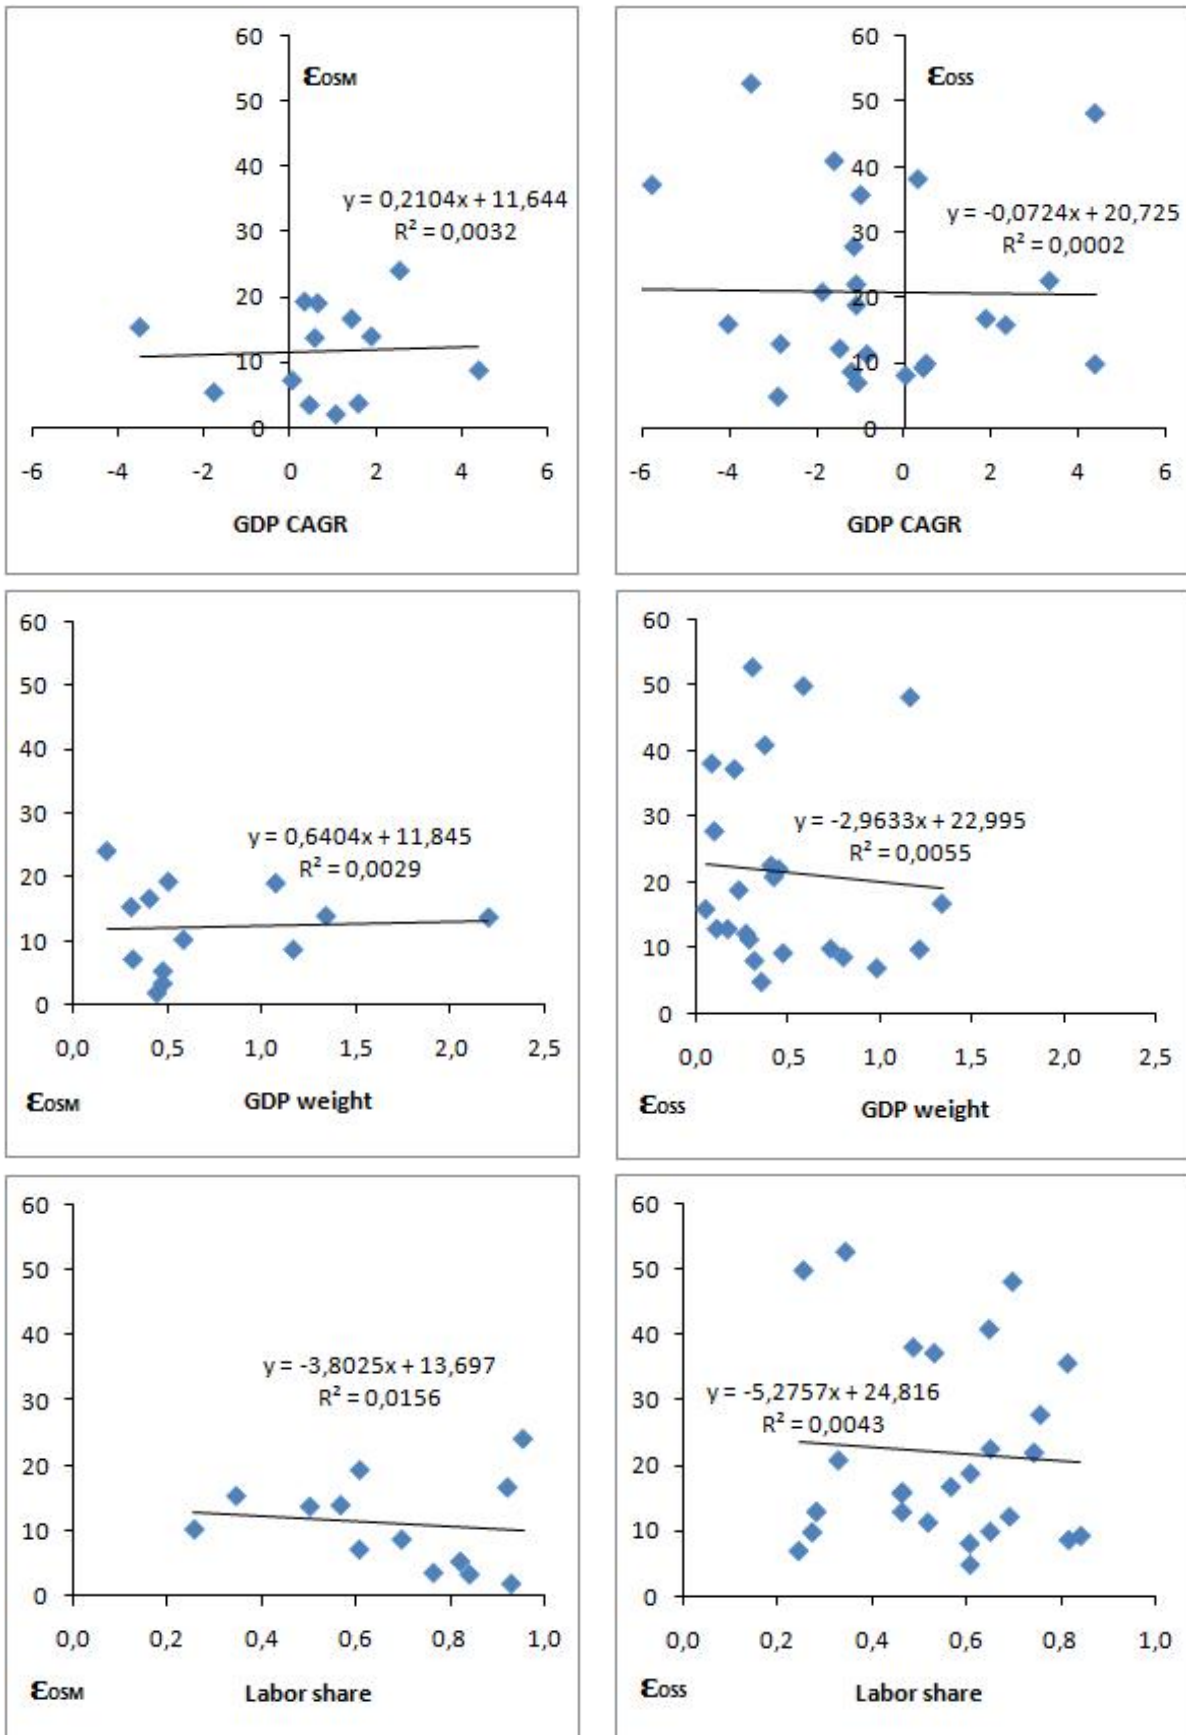 60
εOSM
50
40
y = 0,2104x + 11,644
R² = 0,0032
30
20
10
0
-6 -4 -2 0 2 4 6
GDP CAGR
60
εOSS
50
40
30
y = -0,0724x + 20,725
R² = 0,0002
20
10
0
-6 -4 -2 0 2 4 6
GDP CAGR
60
50
40
30
y = 0,6404x + 11,845
R² = 0,0029
20
10
0
0,0 0,5 1,0 1,5 2,0 2,5
εOSM GDP weight
60
50
40
30
y = -2,9633x + 22,995
R² = 0,0055
20
10
0
0,0 0,5 1,0 1,5 2,0 2,5
εOSS GDP weight
60
50
40
y = -3,8025x + 13,697
R² = 0,0156
30
20
10
0
0,0 0,2 0,4 0,6 0,8 1,0
εOSM Labor share
60
50
40
30
y = -5,2757x + 24,816
R² = 0,0043
20
10
0
0,0 0,2 0,4 0,6 0,8 1,0
εOSS Labor share